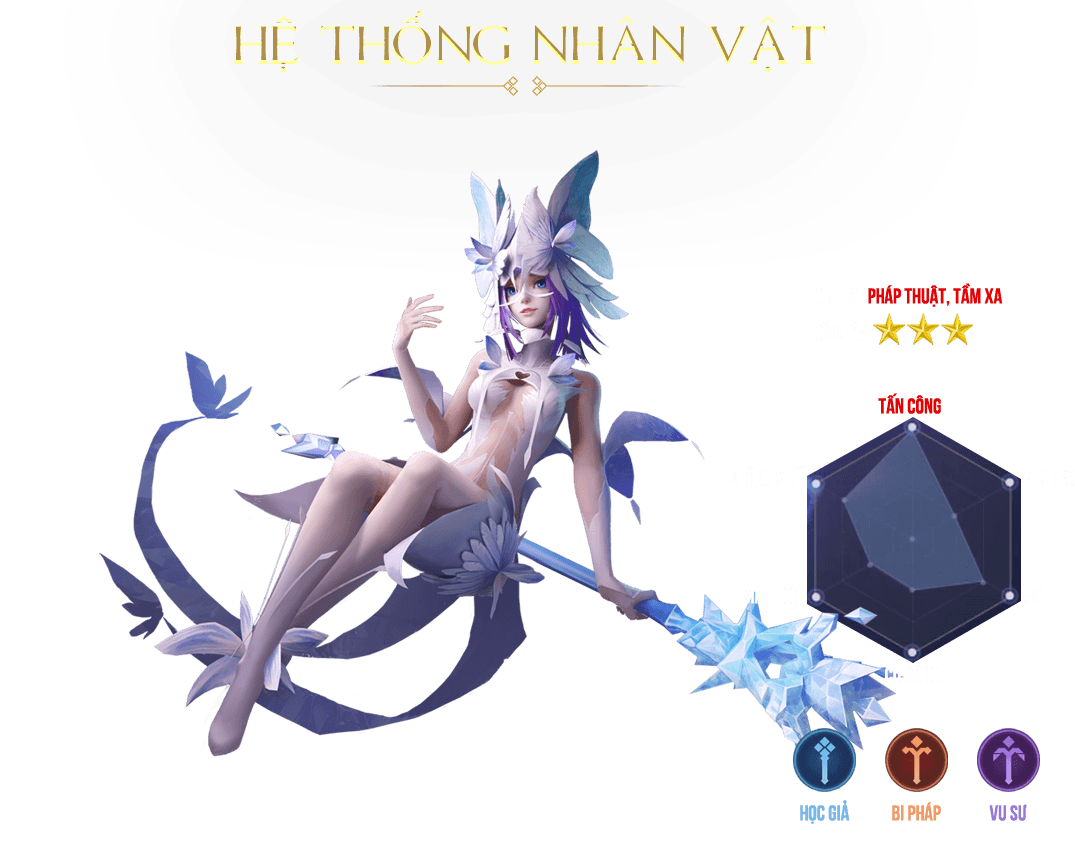 HỆ THỐNG NHÂN VẬT
PHÁP THUẬT, TẦM XA
TẤN CÔNG
HỌC GIẢ
BI PHÁP
VU SƯ